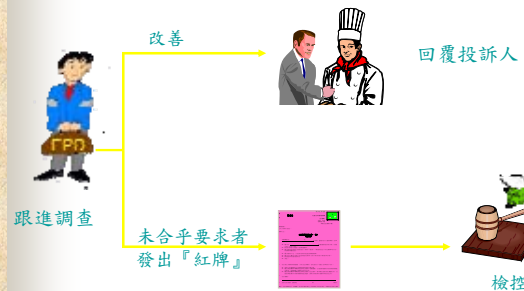 改善
回覆投訴人
跟進調查
未合乎要求者
發出『紅牌』
檢控